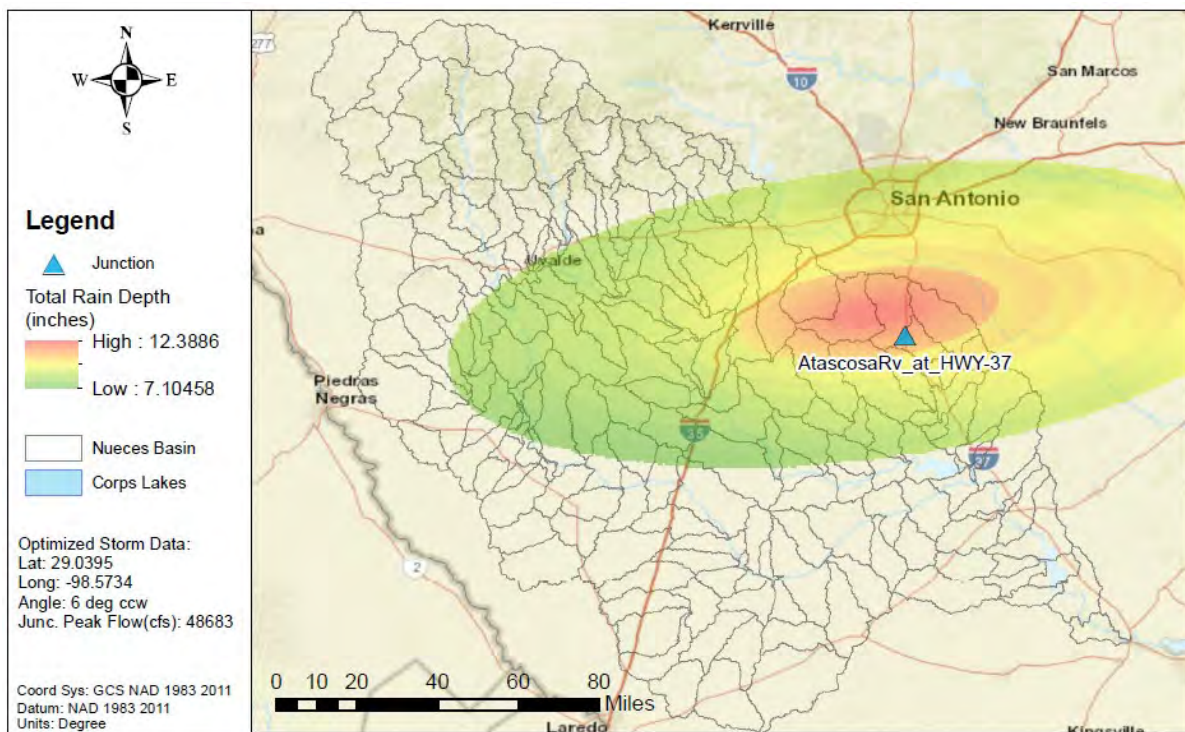 N
W E
S
Legend
Junction
Total Rain Depth
(inches)
High : 12.3886
Low : 7.10458
Nueces Basin
Corps Lakes
Optimized Storm Data:
Lat: 29.0395
Long: -98.5734
Angle: 6 deg ccw
Junc. Peak Flow(cfs): 48683
Coord Sys: GCS NAD 1983 2011
Datum: NAD 1983 2011
Units: Degree
277
Kerrville
10
San Marcos
New Braunfels
San Antonio
a
Uvalde
AtascosaRv_at_HWY-37
Piedras
Negras
35
37
2
0 10 20 40 60 80
Miles
Laredo
Kingsville